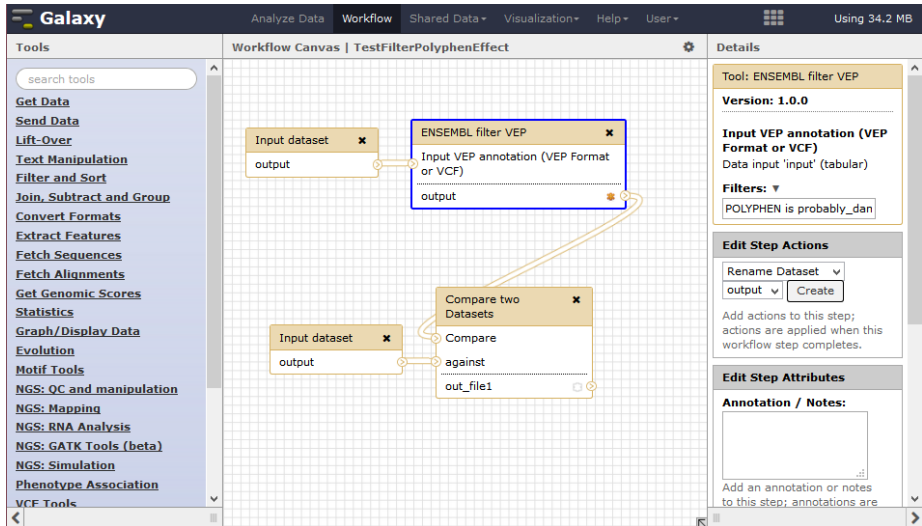 Galaxy
Analyze Data Workflow Shared Data Visualization Help User
Using 34.2 MB
Tools
search tools
Get Data
Send Data
Lift-Over
Text Manipulation
Filter and Sort
Join, Subtract and Group
Convert Formats
Extract Features
Fetch Sequences
Fetch Alignments
Get Genomic Scores
Statistics
Graph/Display Data
Evolution
Motif Tools
NGS: QC and manipulation
NGS: Mapping
NGS: RNA Analysis
NGS: GATK Tools (beta)
NGS: Simulation
Phenotype Association
VCF Tools
Workflow Canvas | TestFilterPolyphenEffect
Input dataset
output
ENSEMBL filter VEP
Input VEP annotation (VEP Format
or VCF)
output
Input dataset
output
Compare two
Datasets
Compare
against
out_file1
Details
Tool: ENSEMBL filter VEP
Version: 1.0.0
Input VEP annotation (VEP
Format or VCF)
Data input 'input' (tabular)
Filters:
POLYPHEN is probably_dan
Edit Step Actions
Rename Dataset
output Create
Add actions to this step;
actions are applied when this
workflow step completes.
Edit Step Attributes
Annotation / Notes:
Add an annotation or notes
to this step; annotations are